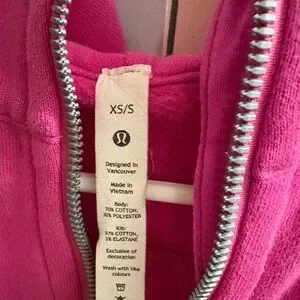 XS/S
Designed in
Vancouver
Made in
Vietnam
Body:
70% COTTON,
30% POLYESTER
Rib:
97% COTTON,
3% ELASTANE
Exclusive of
decoration
Wash with like
colours